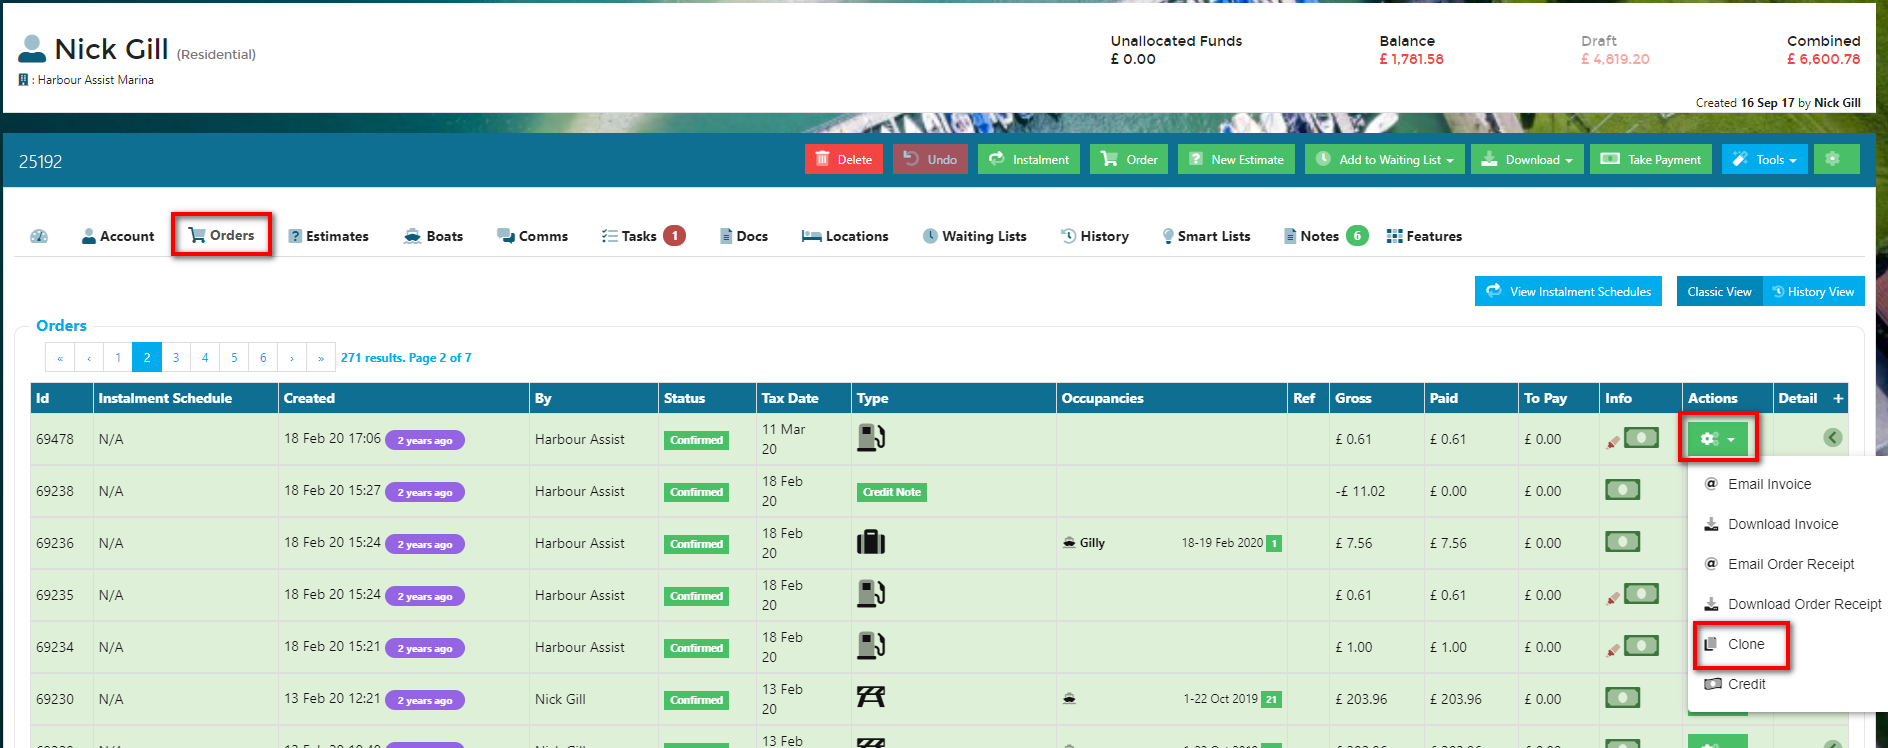 Nick Gill (Residential)
: Harbour Assist Marina
Unallocated Funds
£ 0.00
Balance
£ 1,781.58
Draft
£ 4,819.20
Combined
£ 6,600.78
Created 16 Sep 17 by Nick Gill
25192
Delete Undo Instalment Order New Estimate Add to Waiting List Download Take Payment Tools
Account Orders Estimates Boats Comms Tasks 1 Docs Locations Waiting Lists History Smart Lists Notes 6 Features
View Instalment Schedules Classic View History View
Orders
« ‹ 1 2 3 4 5 6 › » 271 results. Page 2 of 7
Id Instalment Schedule Created By Status Tax Date Type Occupancies Ref Gross Paid To Pay Info Actions Detail +
69478 N/A 18 Feb 20 17:06 2 years ago Harbour Assist Confirmed 11 Mar 20 £ 0.61 £ 0.61 £ 0.00
69238 N/A 18 Feb 20 15:27 2 years ago Harbour Assist Confirmed 18 Feb 20 Credit Note -£ 11.02 £ 0.00 £ 0.00
69236 N/A 18 Feb 20 15:24 2 years ago Harbour Assist Confirmed 18 Feb 20 Gilly 18-19 Feb 2020 1 £ 7.56 £ 7.56 £ 0.00
69235 N/A 18 Feb 20 15:24 2 years ago Harbour Assist Confirmed 18 Feb 20 £ 0.61 £ 0.61 £ 0.00
69234 N/A 18 Feb 20 15:21 2 years ago Harbour Assist Confirmed 18 Feb 20 £ 1.00 £ 1.00 £ 0.00
69230 N/A 13 Feb 20 12:21 2 years ago Nick Gill Confirmed 13 Feb 20 1-22 Oct 2019 21 £ 203.96 £ 203.96 £ 0.00
13 Feb
@ Email Invoice
Download Invoice
@ Email Order Receipt
Download Order Receipt
Clone
Credit